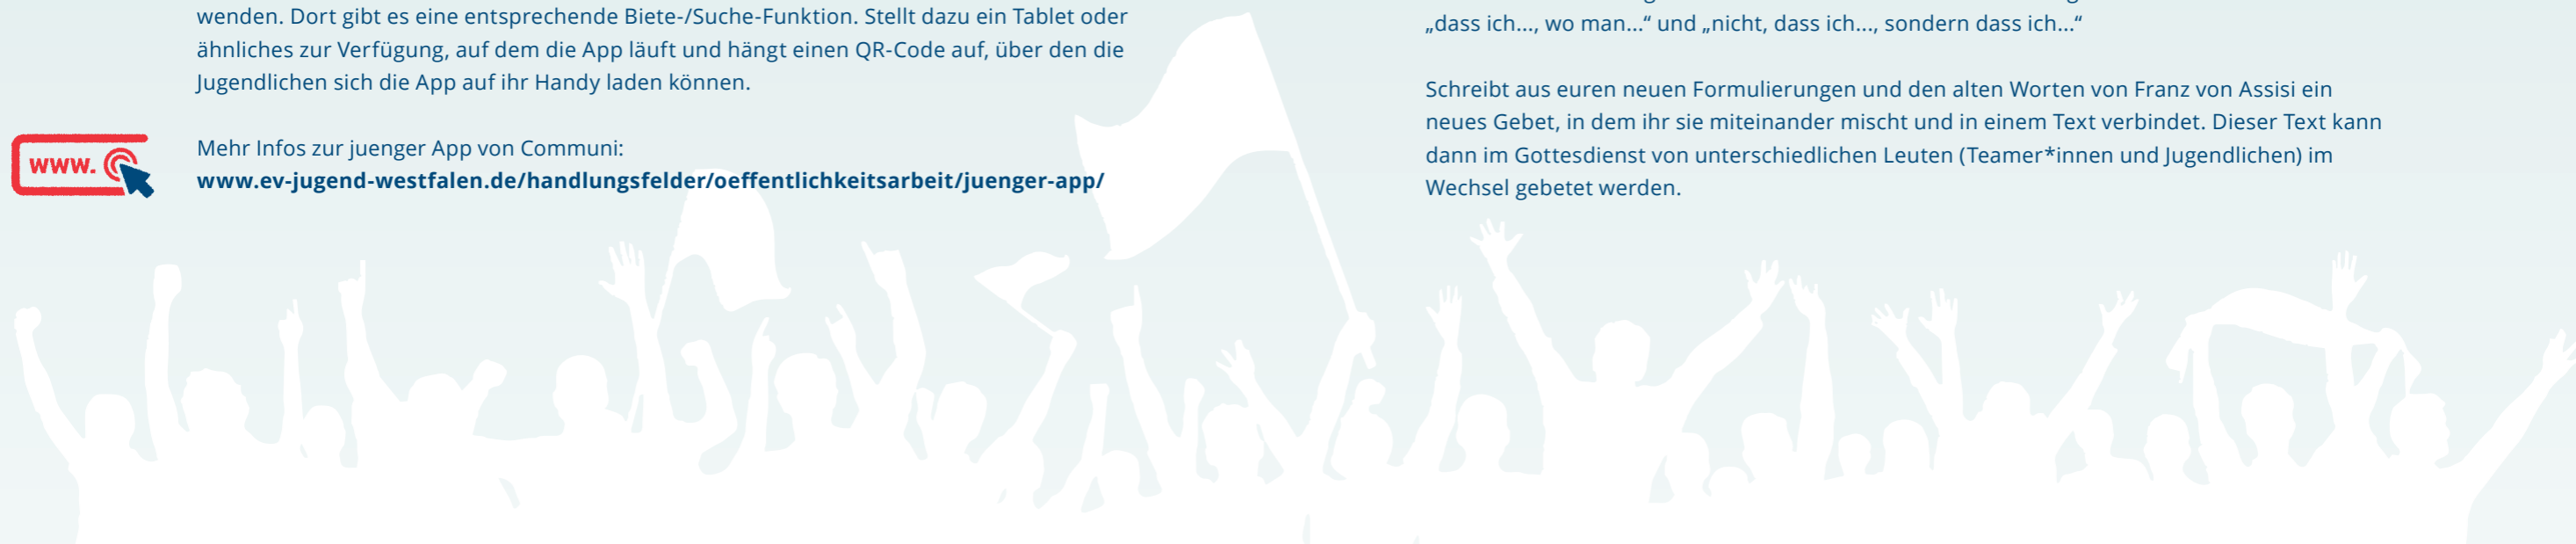 wenden. Dort gibt es eine entsprechende Biete-/Suche-Funktion. Stellt dazu ein Tablet oder
ähnliches zur Verfügung, auf dem die App läuft und hängt einen QR-Code auf, über den die
Jugendlichen sich die App auf ihr Handy laden können.
www.
Mehr Infos zur juenger App von Communi:
www.ev-jugend-westfalen.de/handlungsfelder/oeffentlichkeitsarbeit/juenger-app/
„dass ich..., wo man...“ und „nicht, dass ich..., sondern dass ich...“
Schreibt aus euren neuen Formulierungen und den alten Worten von Franz von Assisi ein
neues Gebet, in dem ihr sie miteinander mischt und in einem Text verbindet. Dieser Text kann
dann im Gottesdienst von unterschiedlichen Leuten (Teamer*innen und Jugendlichen) im
Wechsel gebetet werden.